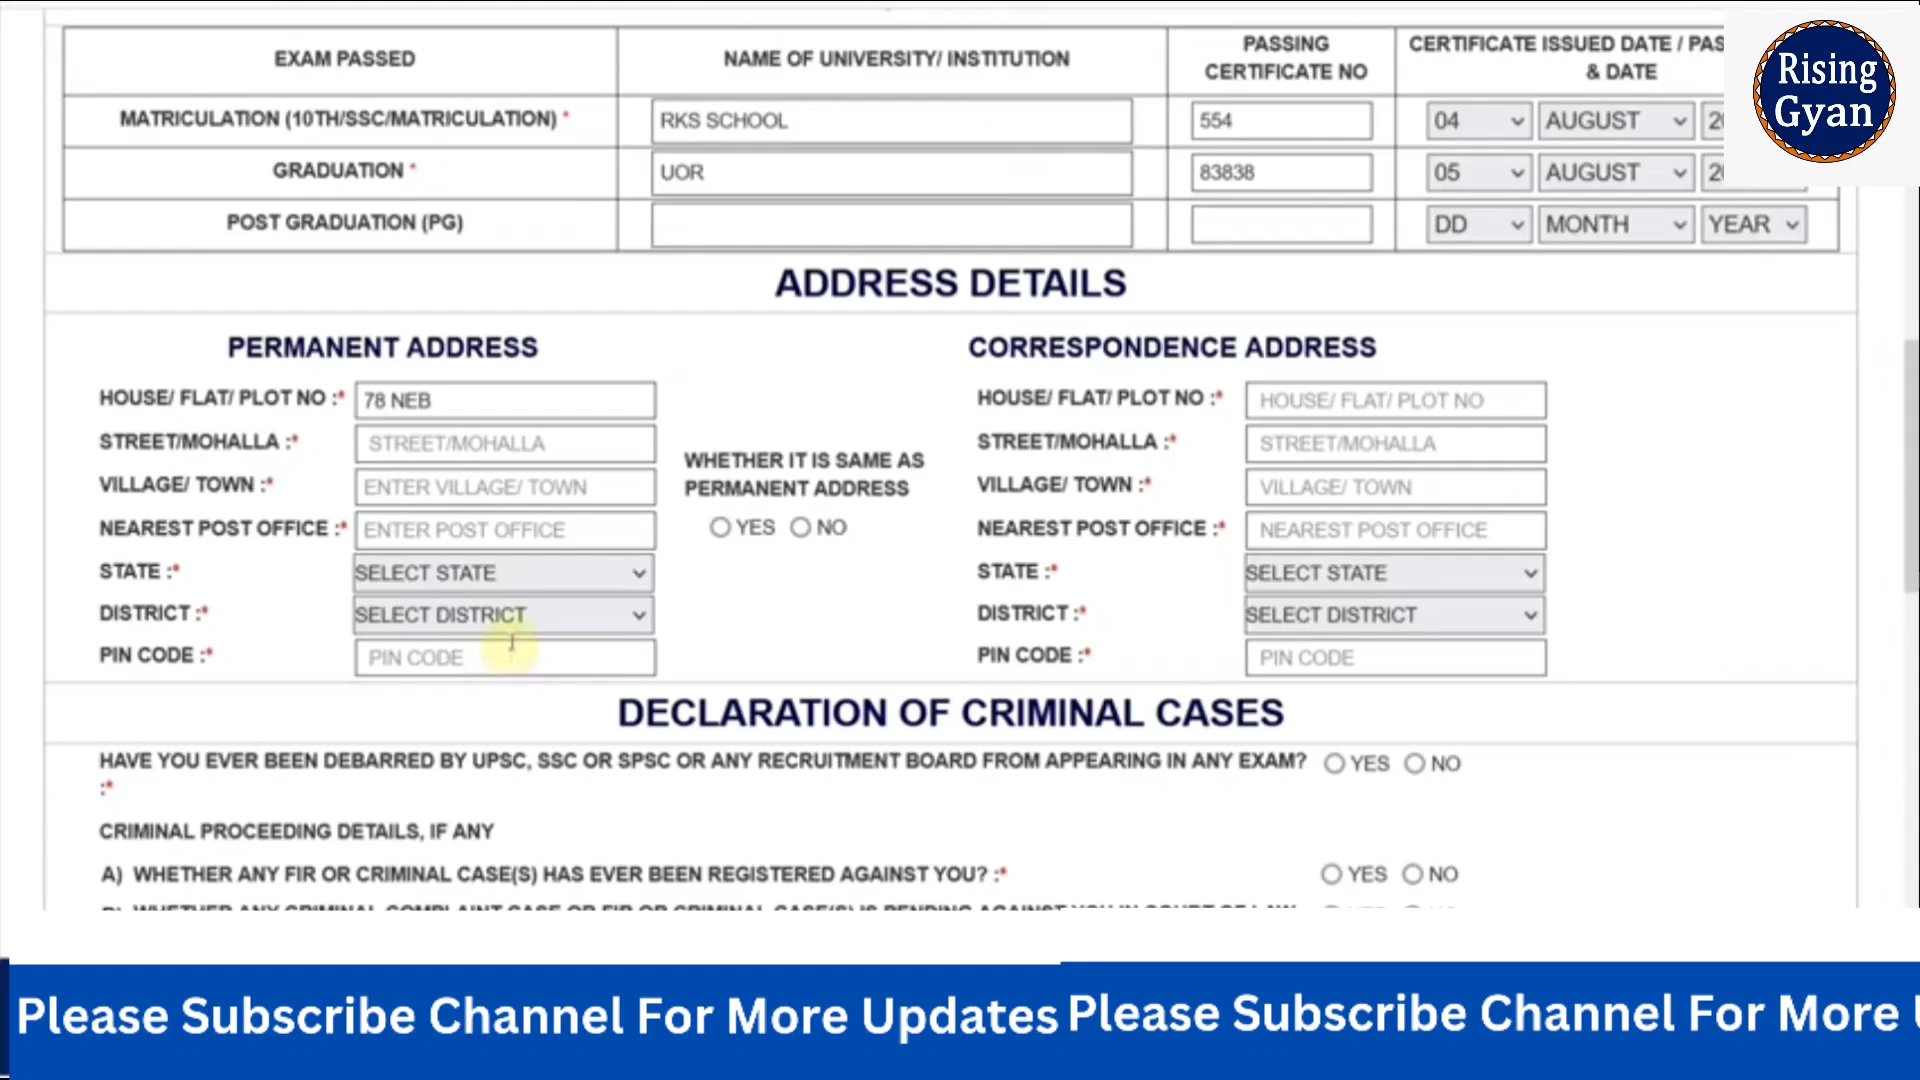 EXAM PASSED
NAME OF UNIVERSITY/ INSTITUTION
PASSING
CERTIFICATE NO
CERTIFICATE ISSUED DATE / PAS
& DATE
Rising
Gyan
MATRICULATION (10TH/SSC/MATRICULATION) *
RKS SCHOOL
554
04
AUGUST
20
GRADUATION *
UOR
83838
05
AUGUST
20
POST GRADUATION (PG)
DD
MONTH
YEAR
ADDRESS DETAILS
PERMANENT ADDRESS
CORRESPONDENCE ADDRESS
HOUSE/ FLAT/ PLOT NO :*
78 NEB
HOUSE/ FLAT/ PLOT NO :*
HOUSE/ FLAT/ PLOT NO
STREET/MOHALLA :*
STREET/MOHALLA
WHETHER IT IS SAME AS
PERMANENT ADDRESS
STREET/MOHALLA :*
STREET/MOHALLA
VILLAGE/ TOWN :*
ENTER VILLAGE/ TOWN
VILLAGE/ TOWN :*
VILLAGE/ TOWN
NEAREST POST OFFICE :*
ENTER POST OFFICE
YES
NO
NEAREST POST OFFICE :*
NEAREST POST OFFICE
STATE :*
SELECT STATE
STATE :*
SELECT STATE
DISTRICT :*
SELECT DISTRICT
DISTRICT :*
SELECT DISTRICT
PIN CODE :*
PIN CODE
PIN CODE :*
PIN CODE
DECLARATION OF CRIMINAL CASES
HAVE YOU EVER BEEN DEBARRED BY UPSC, SSC OR SPSC OR ANY RECRUITMENT BOARD FROM APPEARING IN ANY EXAM?
:*
YES
NO
CRIMINAL PROCEEDING DETAILS, IF ANY
A) WHETHER ANY FIR OR CRIMINAL CASE(S) HAS EVER BEEN REGISTERED AGAINST YOU? :*
YES
NO
Please Subscribe Channel For More Updates
Please Subscribe Channel For More